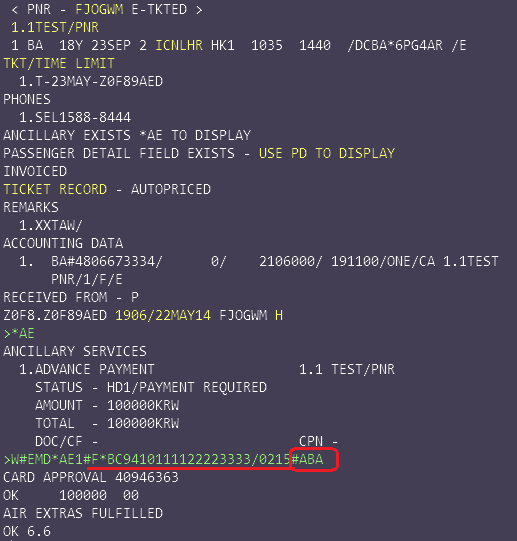 < PNR - FJOGWM E-TKTED >
1.1TEST/PNR
1 BA 18Y 23SEP 2 ICNLHR HK1 1035 1440 /DCBA*6PG4AR /E
TKT/TIME LIMIT
1.T-23MAY-Z0F89AED
PHONES
1.SEL1588-8444
ANCILLARY EXISTS *AE TO DISPLAY
PASSENGER DETAIL FIELD EXISTS - USE PD TO DISPLAY
INVOICED
TICKET RECORD - AUTOPRICED
REMARKS
1.XXTAW/
ACCOUNTING DATA
1. BA#4806673334/ 0/ 2106000/ 191100/ONE/CA 1.1TEST
PNR/1/F/E
RECEIVED FROM - P
Z0F8.Z0F89AED 1906/22MAY14 FJOGWM H
>*AE
ANCILLARY SERVICES
1.ADVANCE PAYMENT 1.1 TEST/PNR
STATUS - HD1/PAYMENT REQUIRED
AMOUNT - 100000KRW
TOTAL - 100000KRW
DOC/CF - CPN -
>W#EMD*AE1#F*BC9410111122223333/0215#ABA
CARD APPROVAL 40946363
OK 100000 00
AIR EXTRAS FULFILLED
OK 6.6